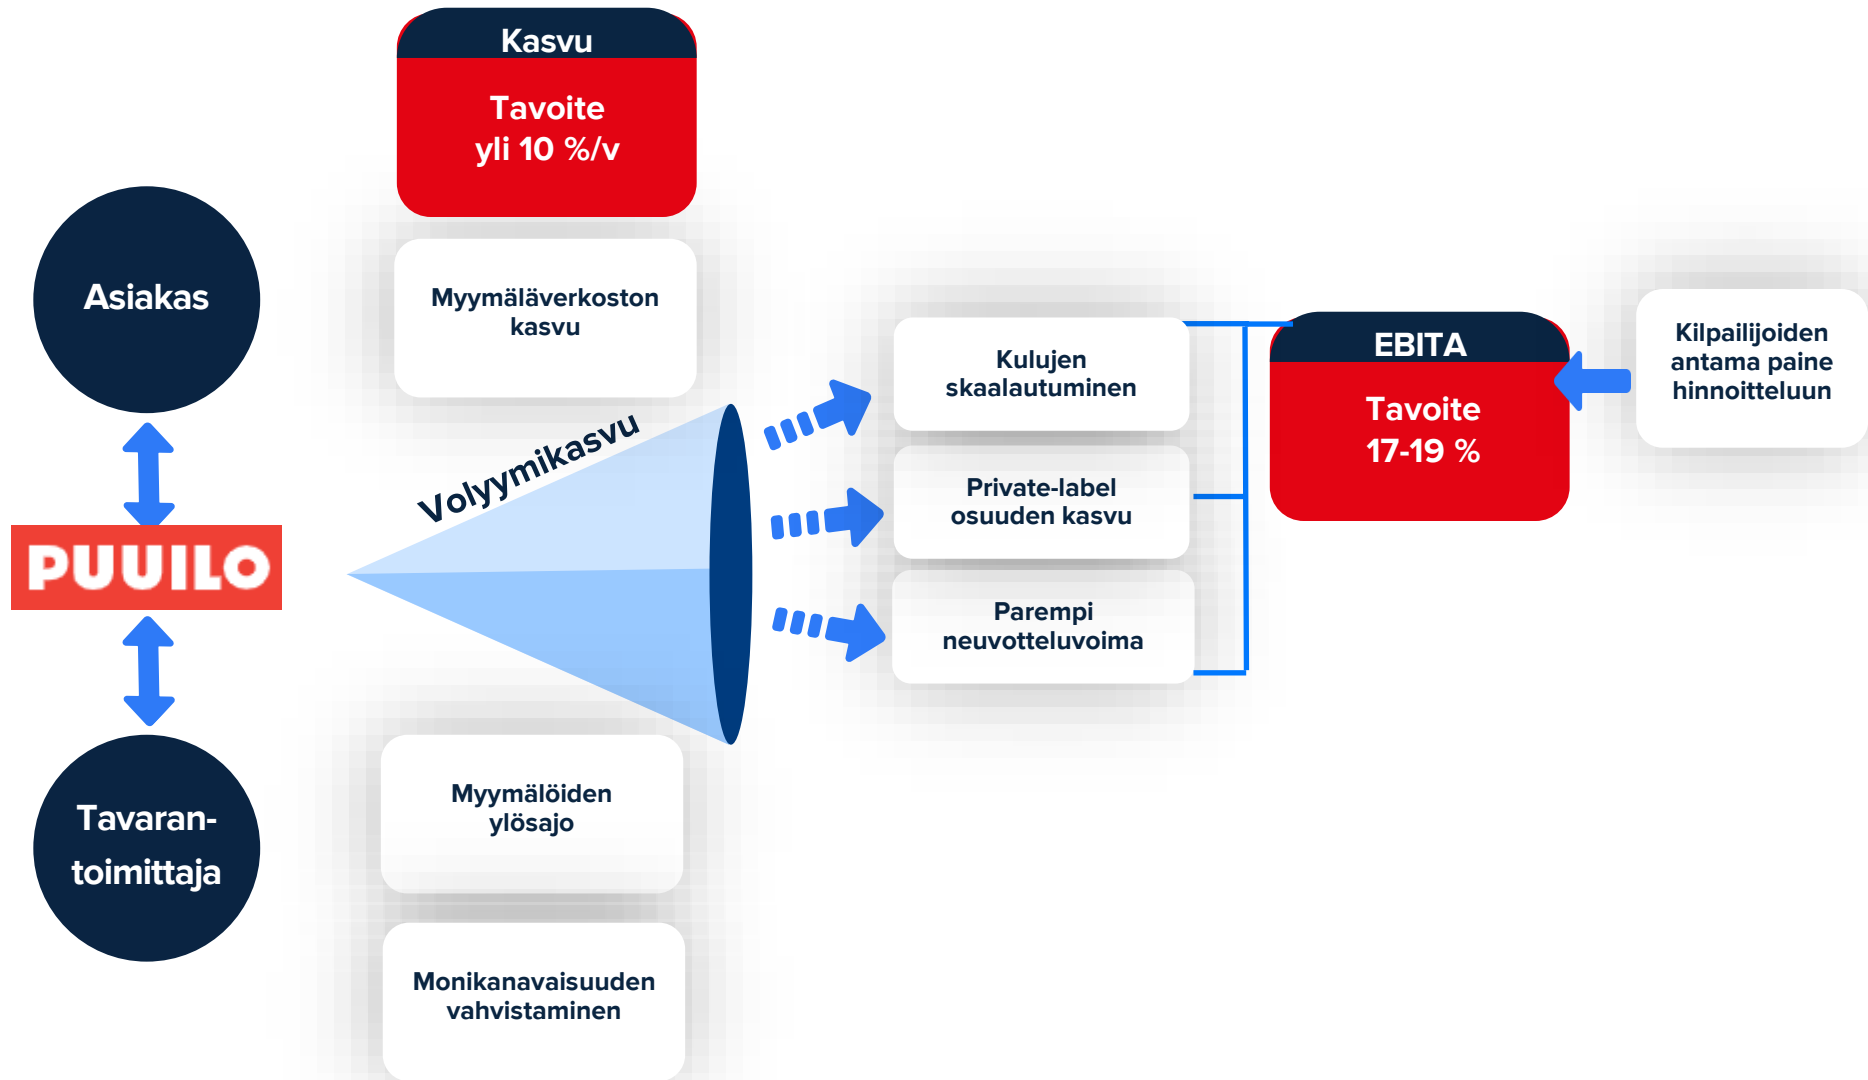 Kasvu
Tavoite
yli 10 %/v
Asiakas
PUUILO
Tavaran-
toimittaja
Myymäläverkoston
kasvu
Volyymikasvu
Myymälöiden
ylösajo
Monikanavaisuuden
vahvistaminen
Kulujen
skaalautuminen
Private-label
osuuden kasvu
Parempi
neuvotteluvoima
EBITA
Tavoite
17-19 %
Kilpailijoiden
antama paine
hinnoitteluun